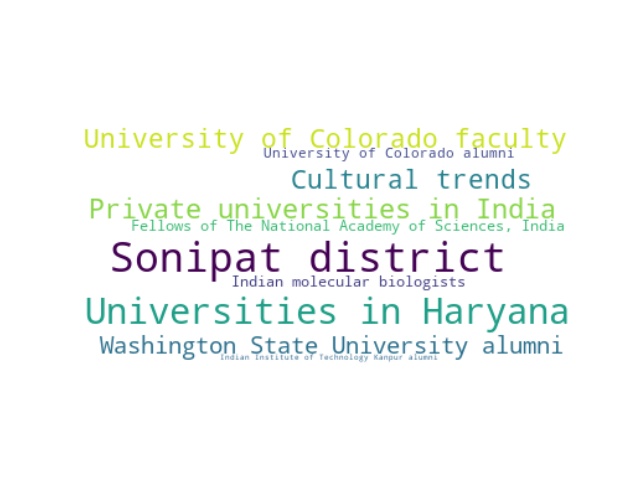 University of Colorado faculty
University of Colorado alumni
Cultural trends
Private universities in India
Fellows of The National Academy of Sciences, India
Sonipat district
Indian molecular biologists
Universities in Haryana
Washington State University alumni
Indian Institute of Technology Kanpur alumni